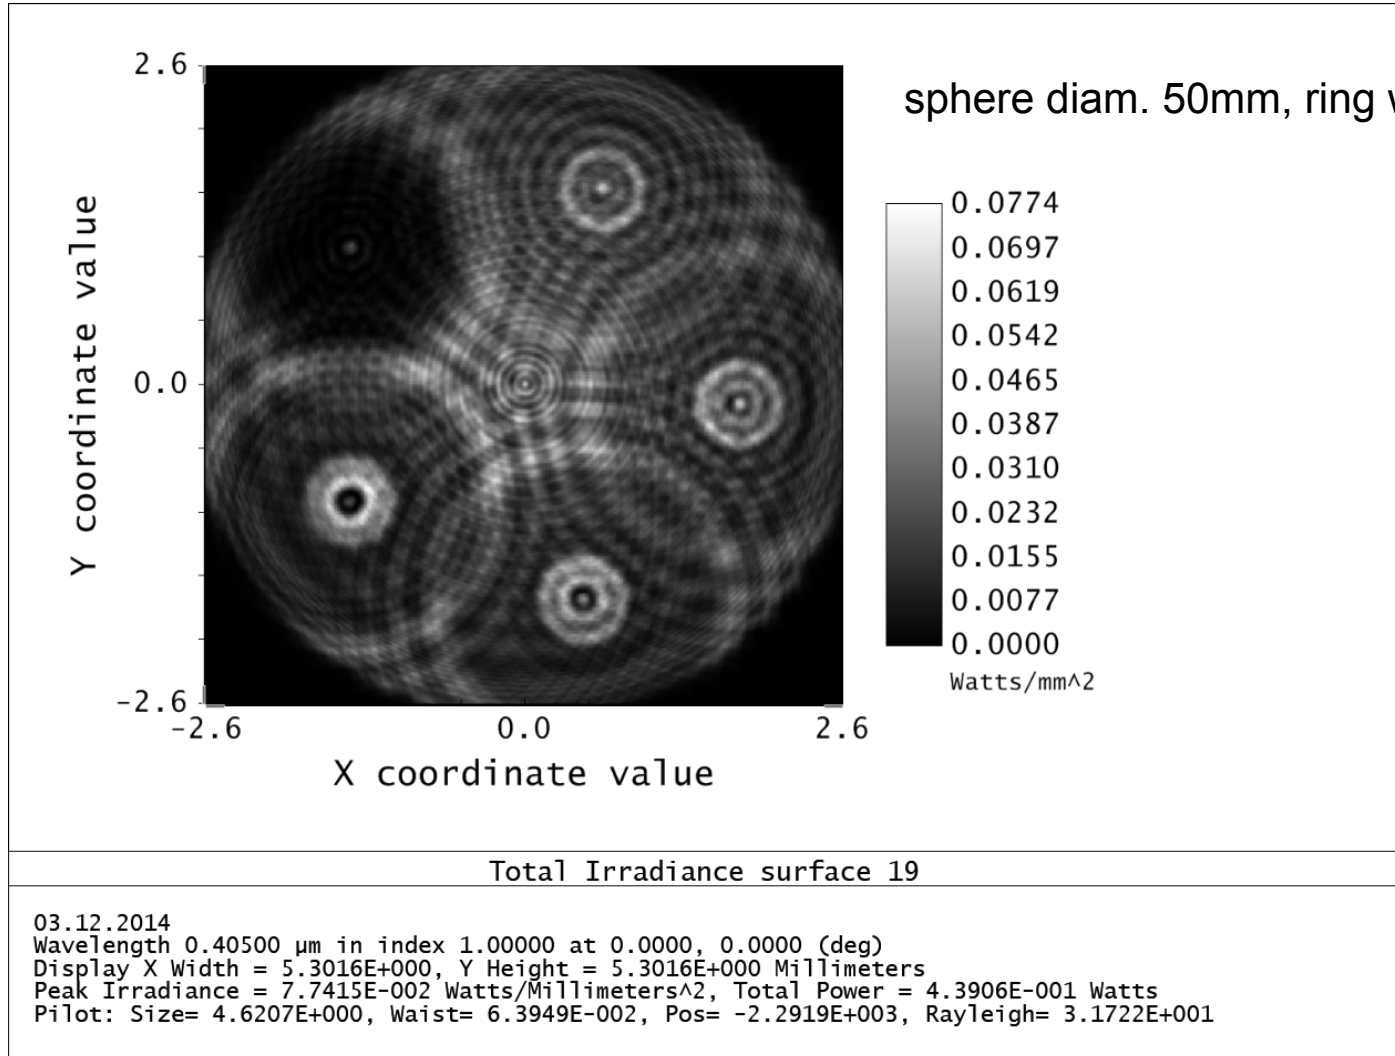 sphere diam. 50mm, ring
2.6
0.0
-2.6
Y coordinate value
-2.6
0.0
2.6
X coordinate value
0.0774
0.0697
0.0619
0.0542
0.0465
0.0387
0.0310
0.0232
0.0155
0.0077
0.0000
Watts/mm^2
Total Irradiance surface 19
03.12.2014
Wavelength 0.40500 µm in index 1.00000 at 0.0000, 0.0000 (deg)
Display X Width = 5.3016E+000, Y Height = 5.3016E+000 Millimeters
Peak Irradiance = 7.7415E-002 Watts/Millimeters^2, Total Power = 4.3906E-001 Watts
Pilot: Size= 4.6207E+000, Waist= 6.3949E-002, Pos= -2.2919E+003, Rayleigh= 3.1722E+001